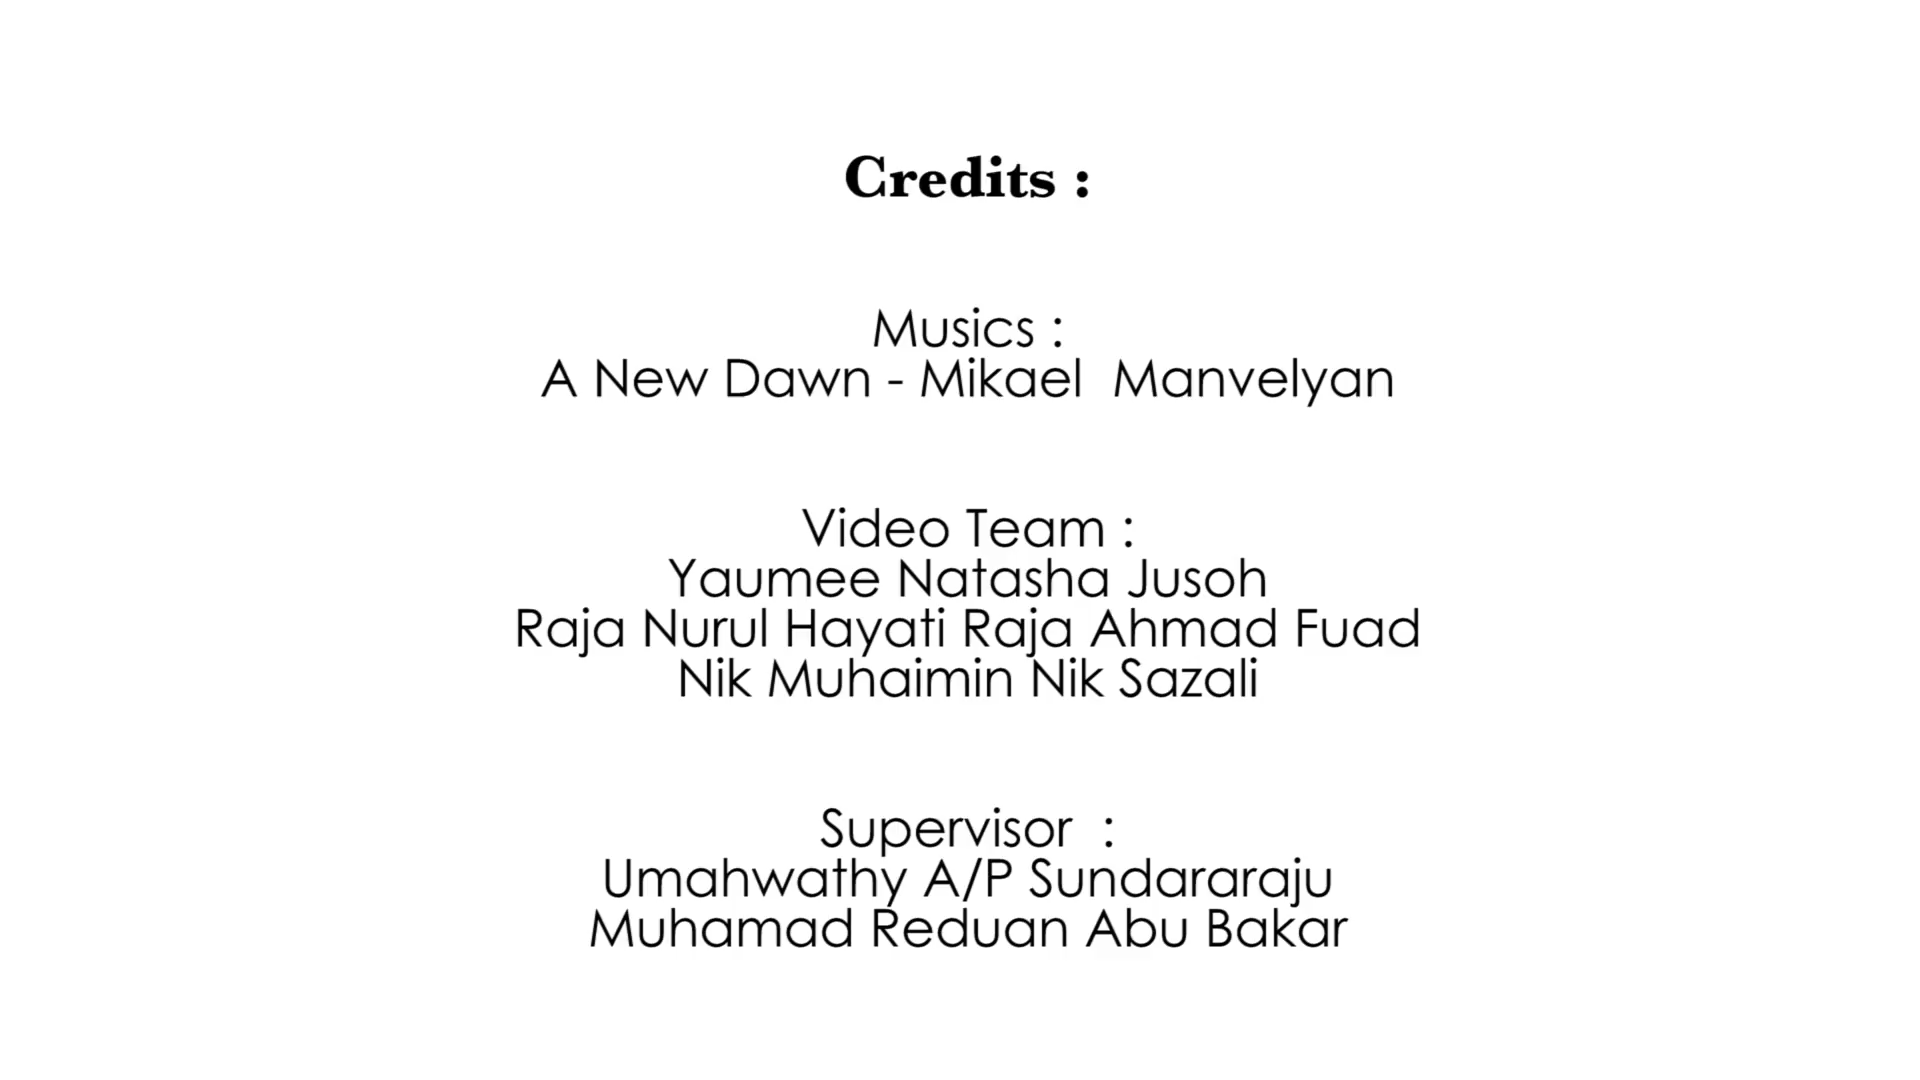 Credits :
Musics :
A New Dawn - Mikael  Manvelyan
Video Team :
Yaumee Natasha Jusoh
Raja Nurul Hayati Raja Ahmad Fuad
Nik Muhaimin Nik Sazali
Supervisor  :
Umahwathy A/P Sundararaju
Muhamad Reduan Abu Bakar